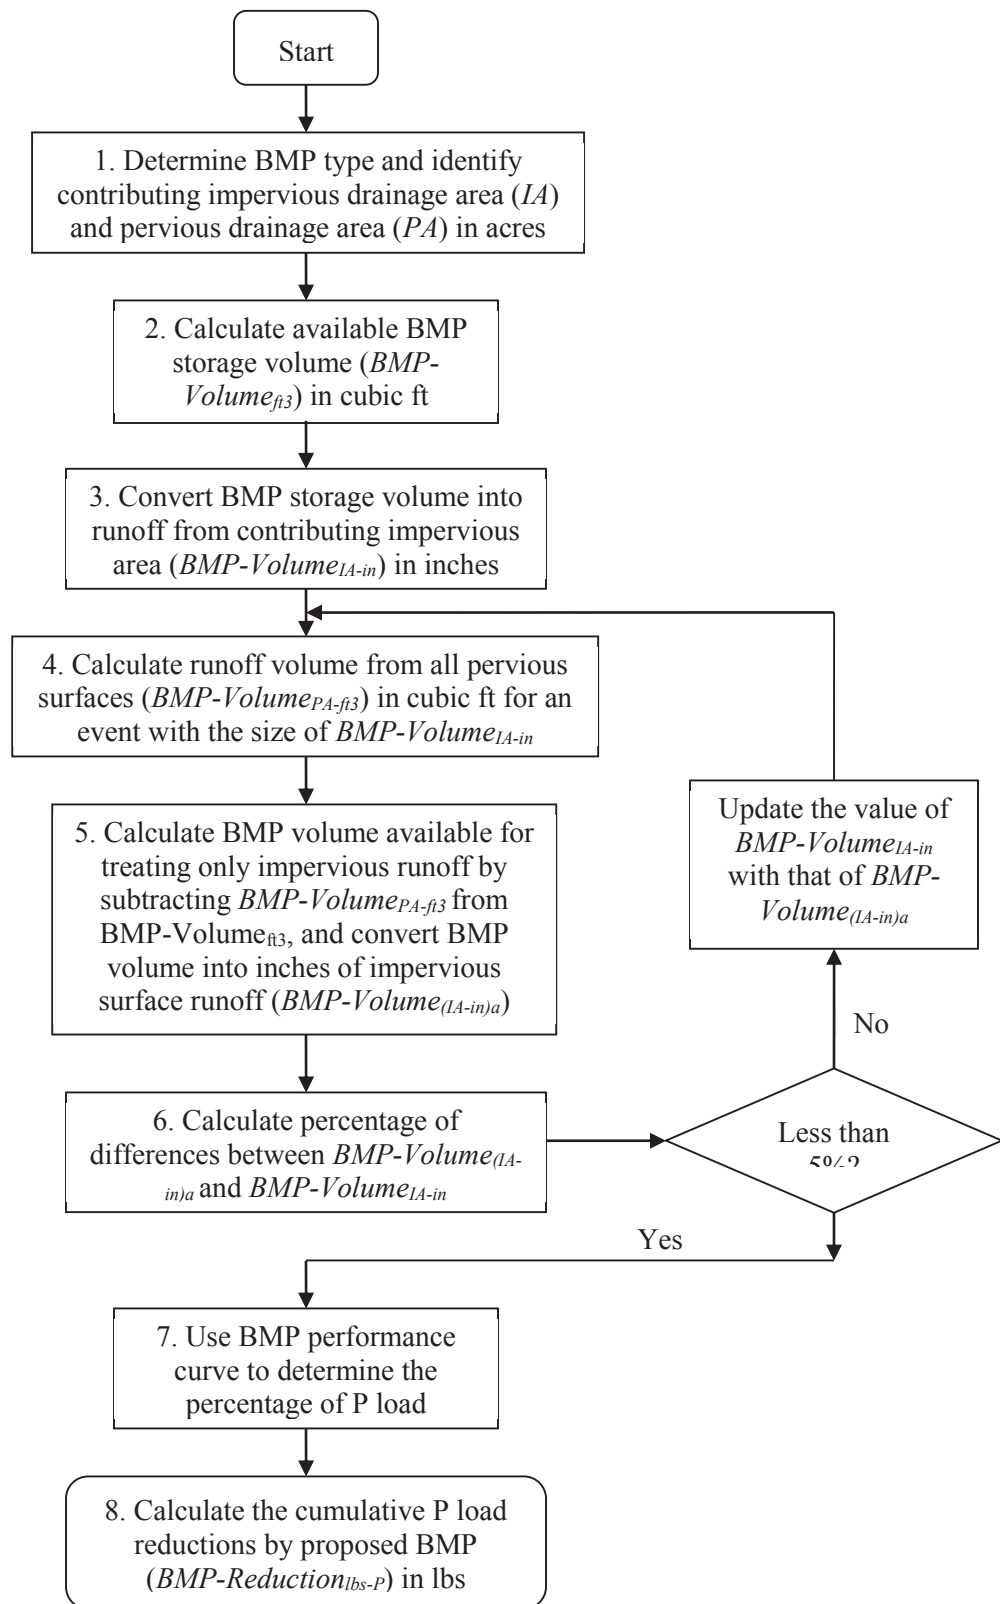 Start
1. Determine BMP type and identify
contributing impervious drainage area (IA)
and pervious drainage area (PA) in acres
2. Calculate available BMP
storage volume (BMP-
Volumeft3) in cubic ft
3. Convert BMP storage volume into
runoff from contributing impervious
area (BMP-VolumeIA-in) in inches
4. Calculate runoff volume from all pervious
surfaces (BMP-VolumePA-ft3) in cubic ft for an
event with the size of BMP-VolumeIA-in
5. Calculate BMP volume available for
treating only impervious runoff by
subtracting BMP-VolumePA-ft3 from
BMP-Volumeft3, and convert BMP
volume into inches of impervious
surface runoff (BMP-Volume(IA-in)a)
Update the value of
BMP-VolumeIA-in
with that of BMP-
Volume(IA-in)a
No
6. Calculate percentage of
differences between BMP-Volume(IA-
in)a and BMP-VolumeIA-in
Less than
5%?
Yes
7. Use BMP performance
curve to determine the
percentage of P load
8. Calculate the cumulative P load
reductions by proposed BMP
(BMP-Reductionlbs-P) in lbs